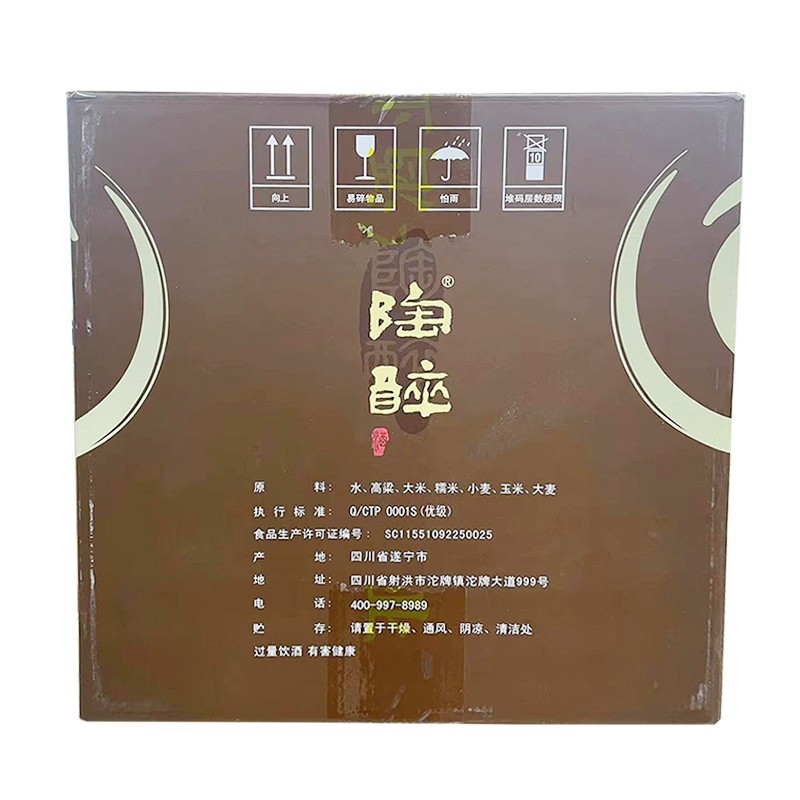 10
向上
易碎物品
怕雨
堆码层数极限
陶醉®
原料：水、高粱、大米、糯米、小麦、玉米、大麦
执行标准：Q/CTP 0001S(优级)
食品生产许可证编号：SC11551092250025
产地：四川省遂宁市
地址：四川省射洪市沱牌镇沱牌大道999号
电话：400-997-8989
贮存：请置于干燥、通风、阴凉、清洁处
过量饮酒 有害健康